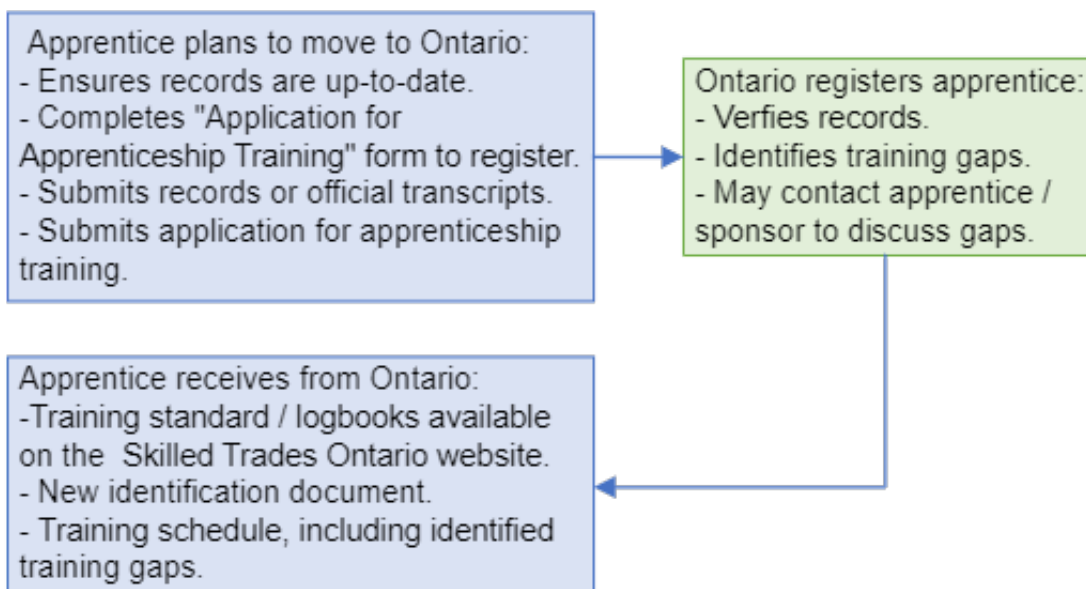 Apprentice plans to move to Ontario:
- Ensures records are up-to-date.
- Completes "Application for
Apprenticeship Training" form to register.
- Submits records or official transcripts.
- Submits application for apprenticeship
training.
Ontario registers apprentice:
- Verfies records.
- Identifies training gaps.
- May contact apprentice /
sponsor to discuss gaps.
Apprentice receives from Ontario:
-Training standard / logbooks available
on the  Skilled Trades Ontario website.
- New identification document.
- Training schedule, including identified
training gaps.